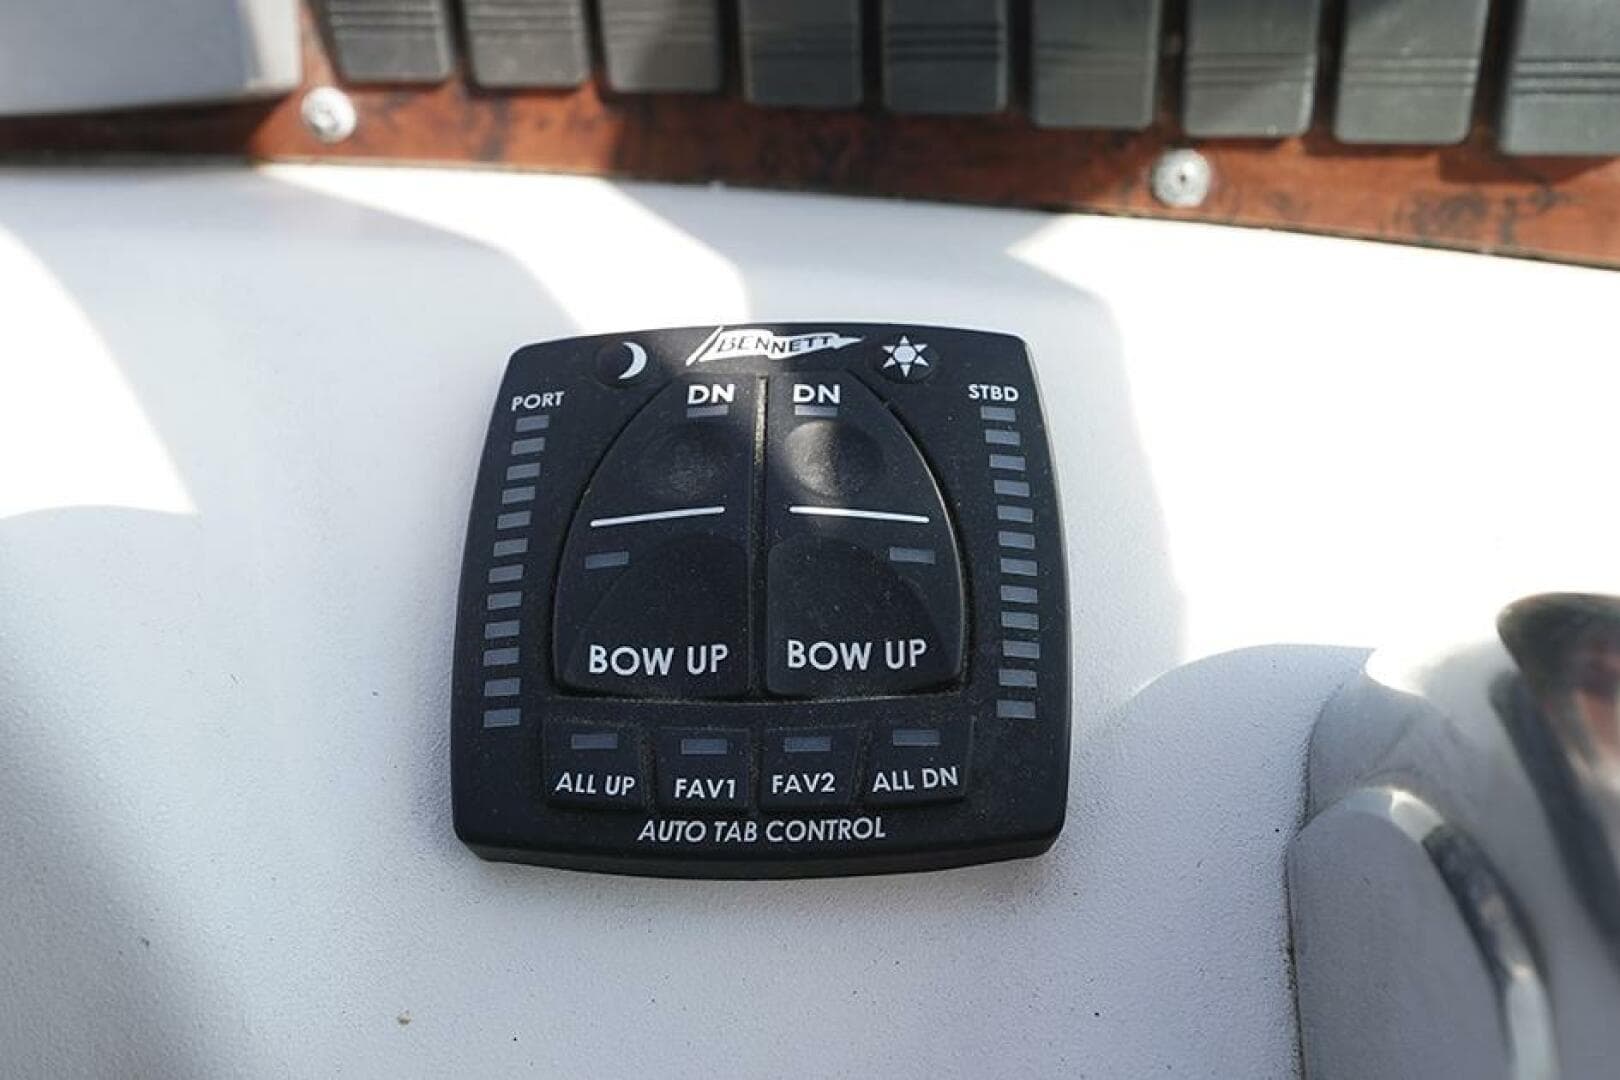 BENNETT
PORT
DN
DN
STBD
BOW UP
BOW UP
ALL UP
FAV1
FAV2
ALL DN
AUTO TAB CONTROL